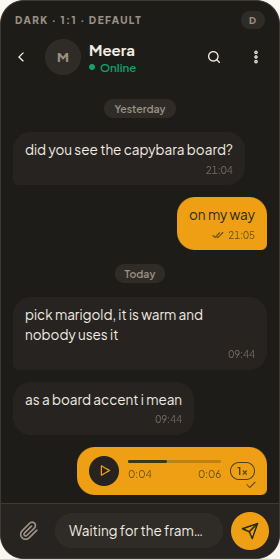 DARK · 1:1 · DEFAULT
D
M
Meera
Online
Yesterday
did you see the capybara board?
21:04
on my way
21:05
Today
pick marigold, it is warm and
nobody uses it
09:44
as a board accent i mean
09:44
0:04
0:06
1×
Waiting for the fram...